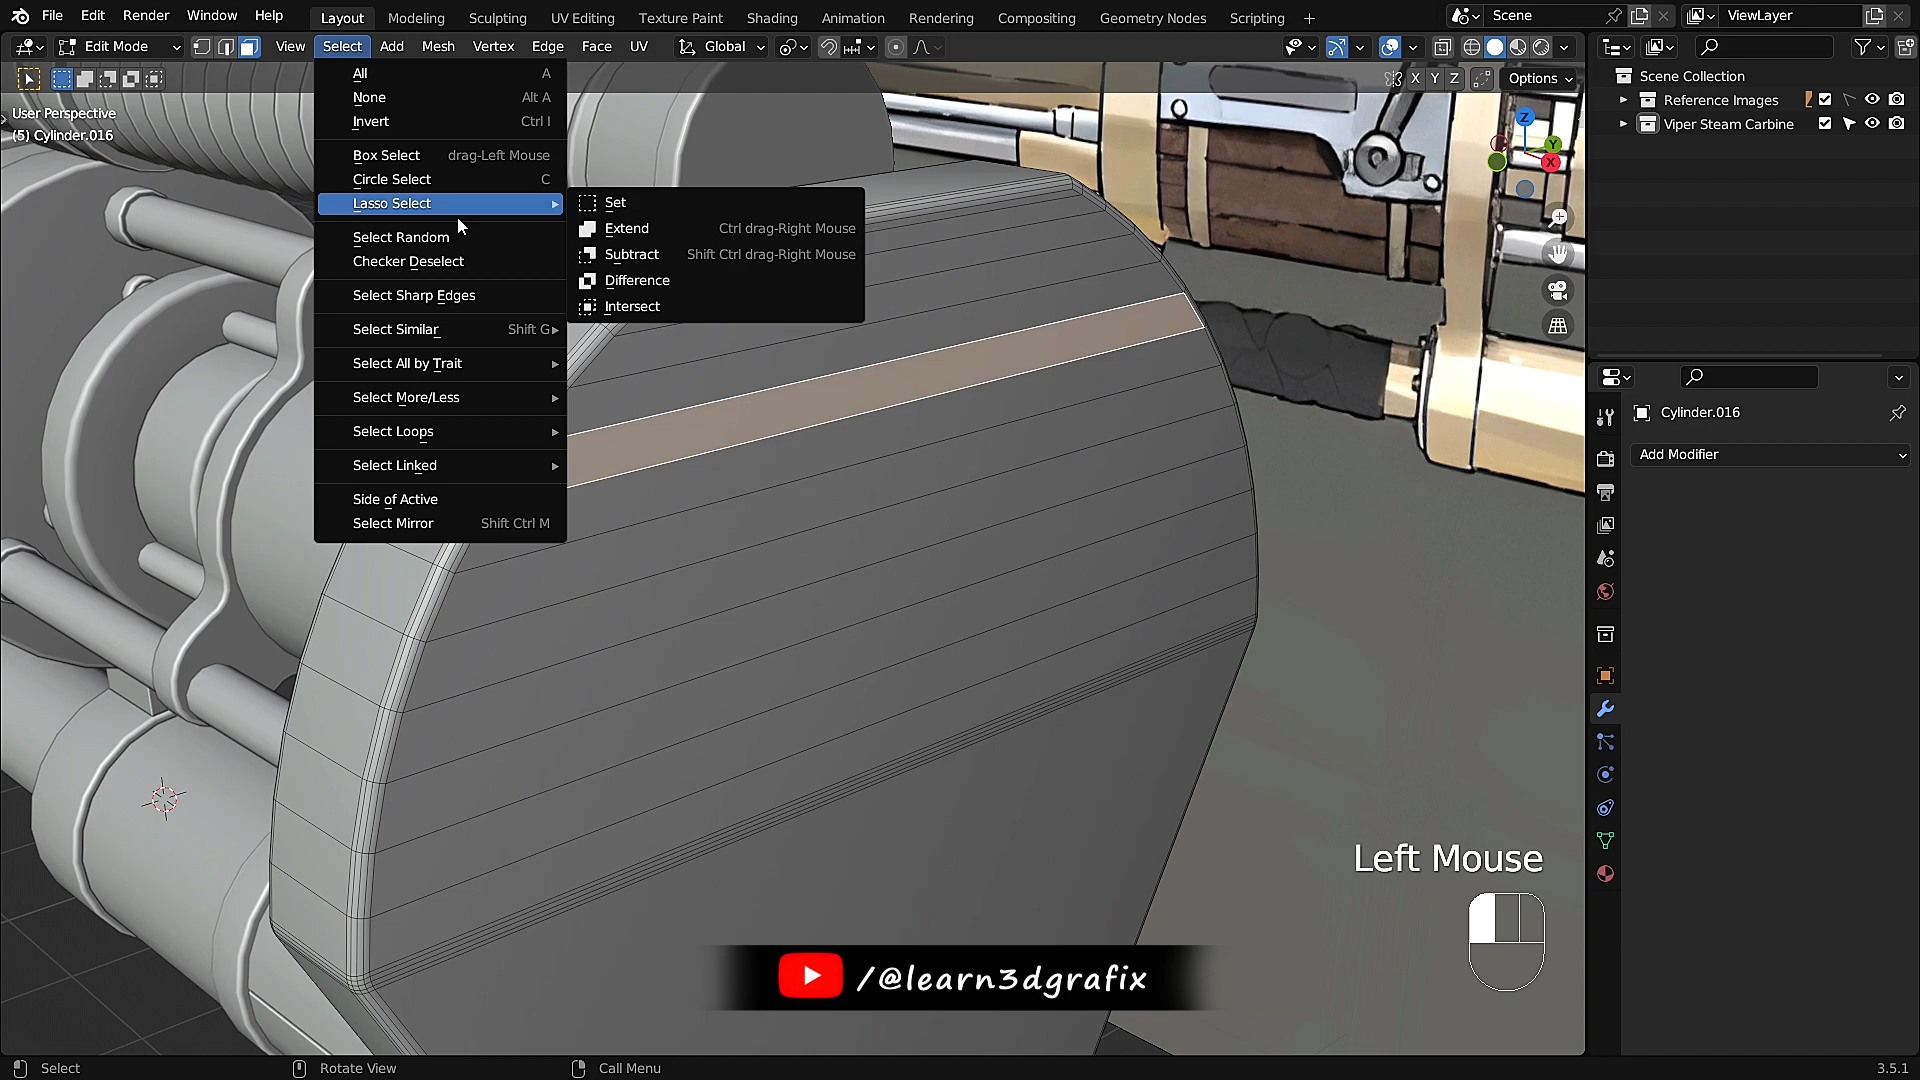 File Edit Render Window Help Layout Modeling Sculpting UV Editing Texture Paint Shading Animation Rendering Compositing Geometry Nodes Scripting + Scene ViewLayer
Edit Mode View Select Add Mesh Vertex Edge Face UV Global
X Y Z Options
User Perspective
(5) Cylinder.016
All A
None Alt A
Invert Ctrl I
Box Select drag-Left Mouse
Circle Select C
Lasso Select
Select Random
Checker Deselect
Select Sharp Edges
Select Similar Shift G
Select All by Trait
Select More/Less
Select Loops
Select Linked
Side of Active
Select Mirror Shift Ctrl M
Set
Extend Ctrl drag-Right Mouse
Subtract Shift Ctrl drag-Right Mouse
Difference
Intersect
Z
Y
X
Scene Collection
Reference Images
Viper Steam Carbine
Cylinder.016
Add Modifier
Left Mouse
/@learn3dgrafix
Select Rotate View Call Menu 3.5.1